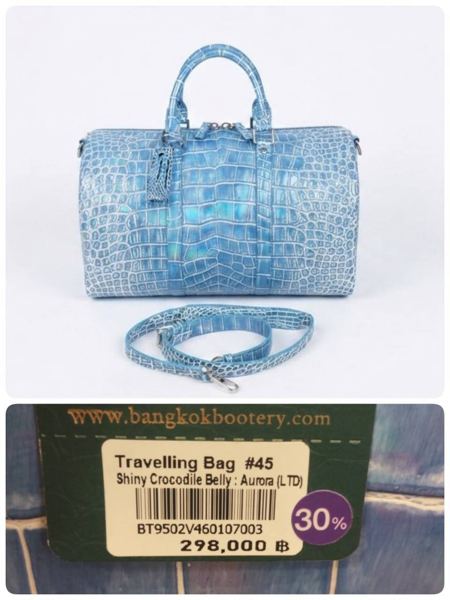 www.bangkokbootery.com
Travelling Bag #45
Shiny Crocodile Belly : Aurora (LTD)
BT9502V460107003
298,000 ฿
30%